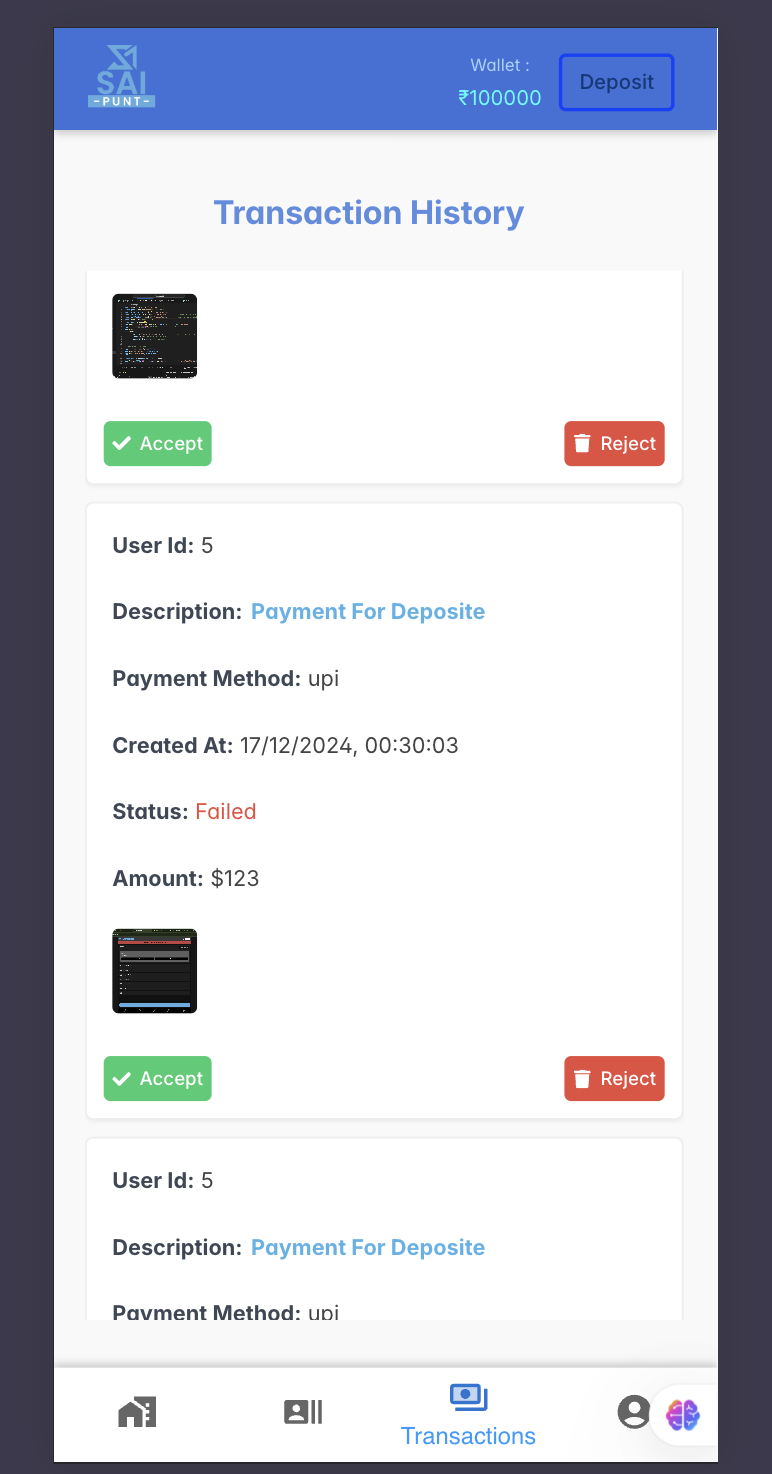 SAI
-PUNT-
Wallet :
₹100000
Deposit
Transaction History
Accept
Reject
User Id: 5
Description: Payment For Deposite
Payment Method: upi
Created At: 17/12/2024, 00:30:03
Status: Failed
Amount: $123
Accept
Reject
User Id: 5
Description: Payment For Deposite
Payment Method: upi
Transactions